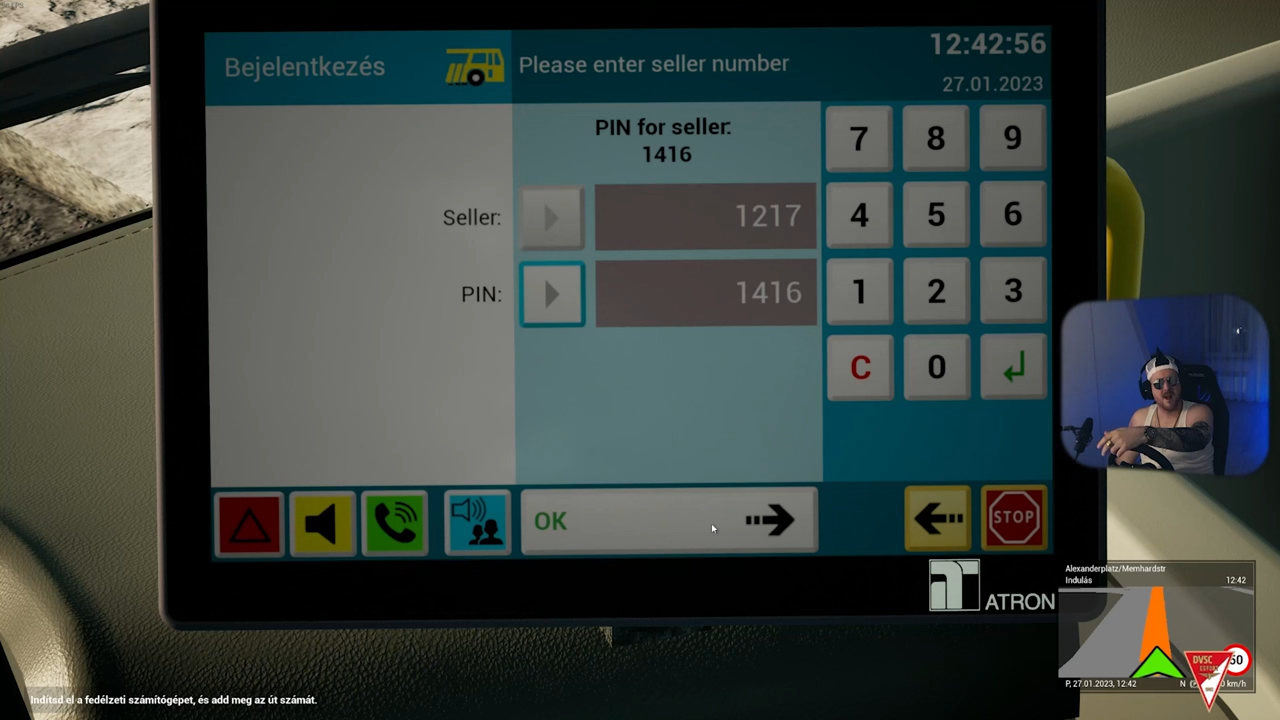 Bejelentkezés
Please enter seller number
12:42:56
27.01.2023
PIN for seller:
1416
Seller:
1217
PIN:
1416
7 8 9
4 5 6
1 2 3
C 0
OK
STOP
ATRON
Alexanderplatz/Memhardstr
Indulás 12:42
DVSC
50
P, 27.01.2023, 12:42 N
km/h
Indítsd el a fedélzeti számítógépet, és add meg az út számát.